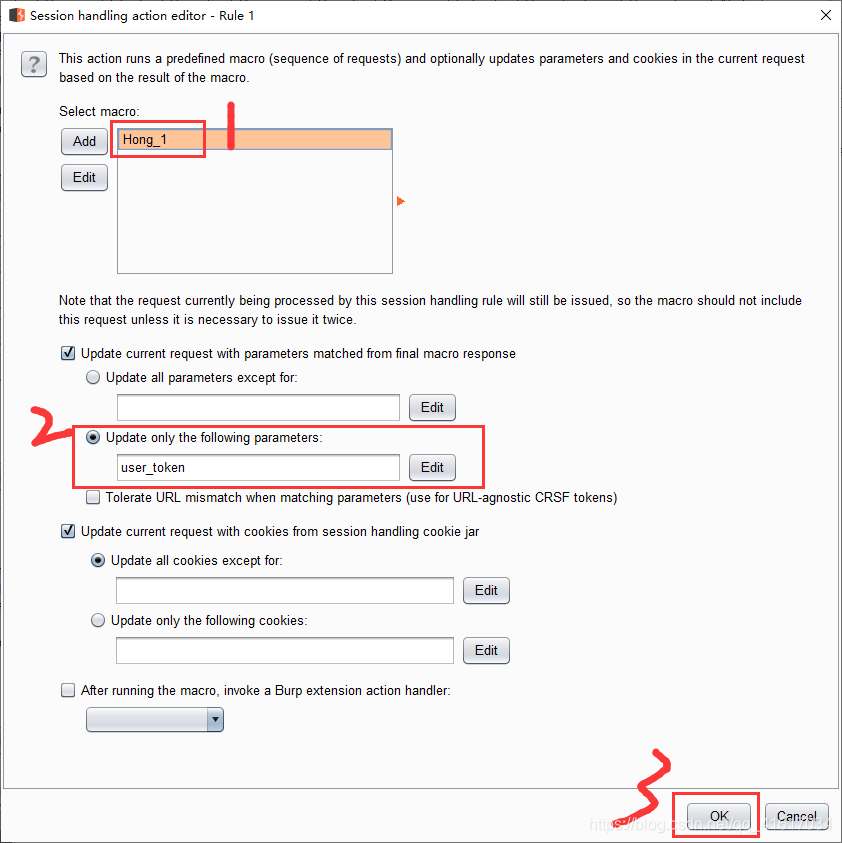 Session handling action editor - Rule 1
?
This action runs a predefined macro (sequence of requests) and optionally updates parameters and cookies in the current request
based on the result of the macro.
Select macro:
Add
Hong_1
1
Edit
Note that the request currently being processed by this session handling rule will still be issued, so the macro should not include
this request unless it is necessary to issue it twice.
Update current request with parameters matched from final macro response
Update all parameters except for:
Edit
2
Update only the following parameters:
user_token
Edit
Tolerate URL mismatch when matching parameters (use for URL-agnostic CRSF tokens)
Update current request with cookies from session handling cookie jar
Update all cookies except for:
Edit
Update only the following cookies:
Edit
After running the macro, invoke a Burp extension action handler:
3
OK
Cancel